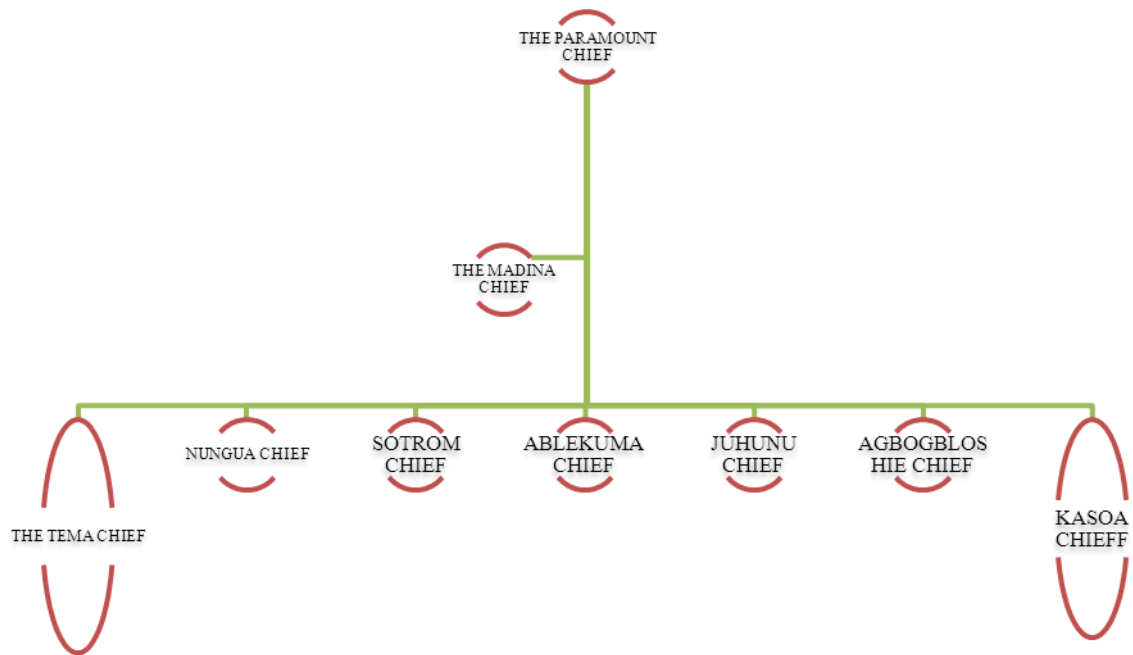 THE PARAMOUNT
CHIEF
THE MADINA
CHIEF
THE TEMA CHIEF
NUNGUA CHIEF
SOTROM
CHIEF
ABLEKUMA
CHIEF
JUHUNU
CHIEF
AGBOGBLOS
HIE CHIEF
KASOA
CHIEFF